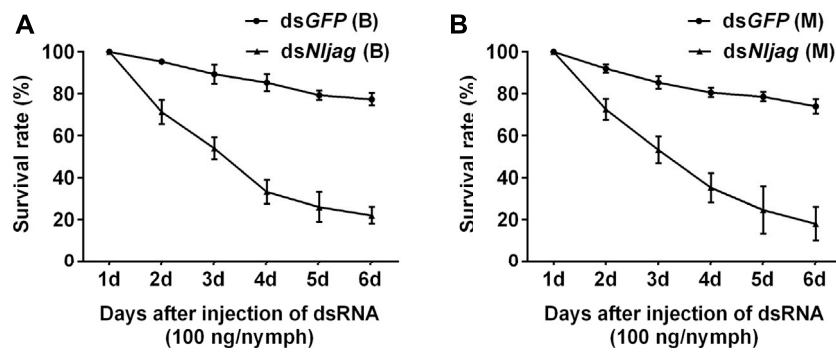 A
dsGFP (B)
dsNljag (B)
Survival rate (%)
100
80
60
40
20
0
1d 2d 3d 4d 5d 6d
Days after injection of dsRNA
(100 ng/nymph)
B
dsGFP (M)
dsNljag (M)
Survival rate (%)
100
80
60
40
20
0
1d 2d 3d 4d 5d 6d
Days after injection of dsRNA
(100 ng/nymph)